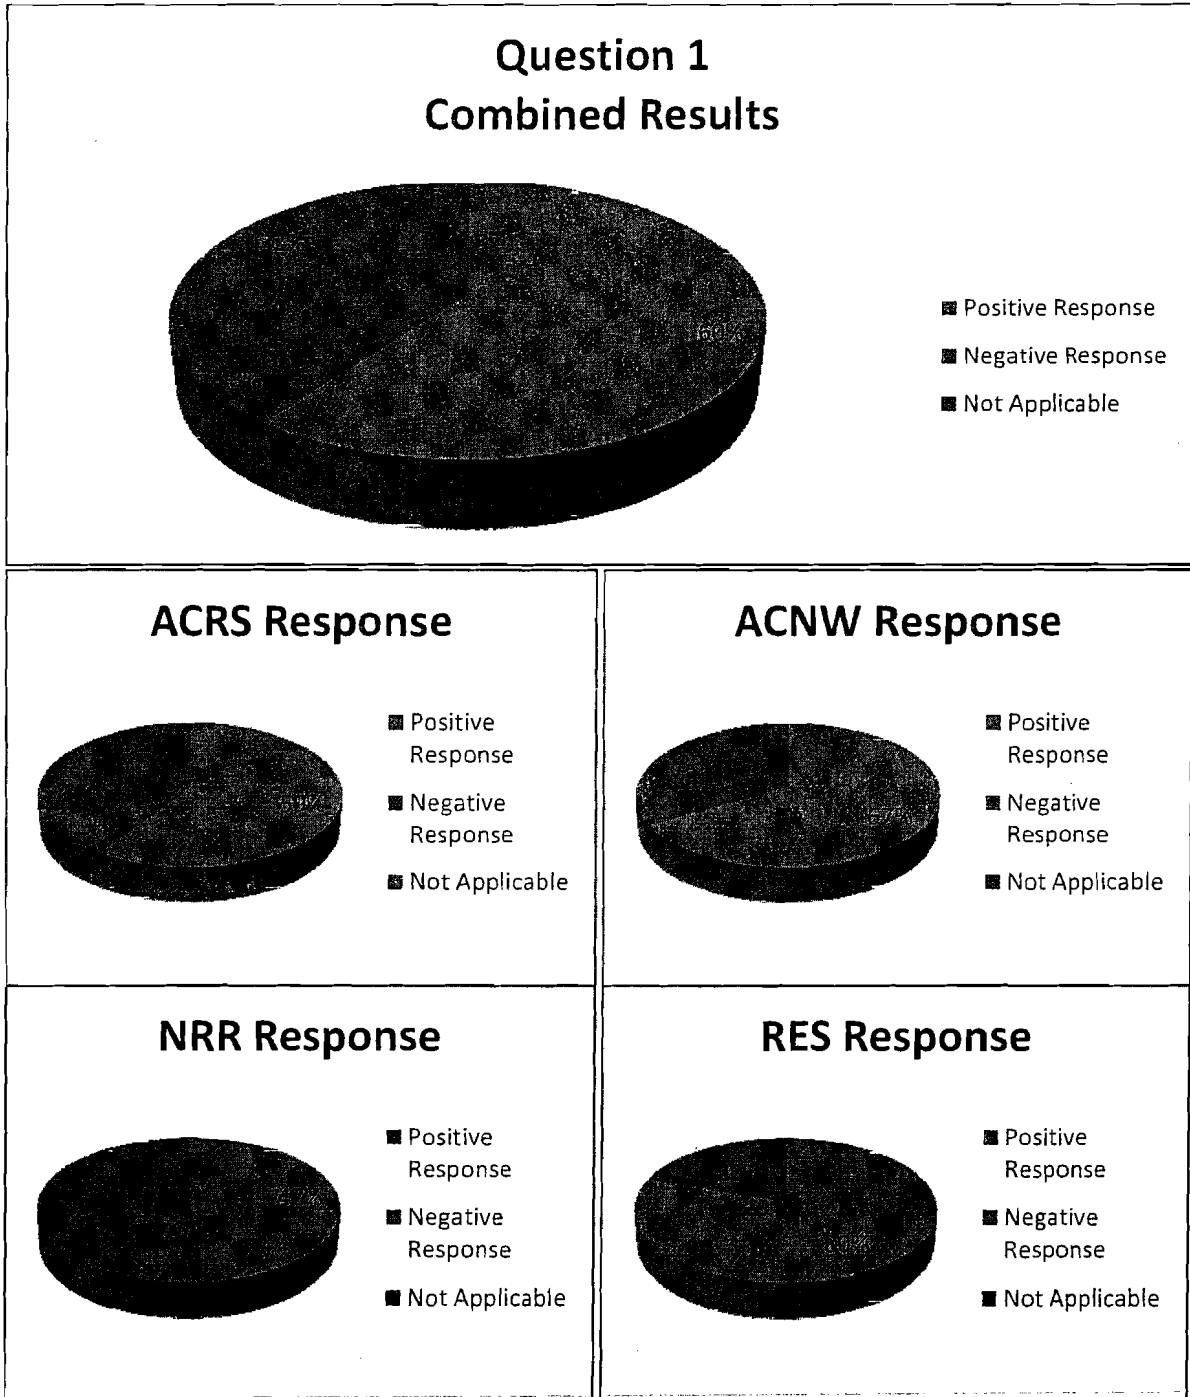 Question 1
Combined Results
Positive Response
Negative Response
Not Applicable
ACRS Response
Positive
Response
Negative
Response
Not Applicable
ACNW Response
Positive
Response
Negative
Response
Not Applicable
NRR Response
Positive
Response
Negative
Response
Not Applicable
RES Response
Positive
Response
Negative
Response
Not Applicable